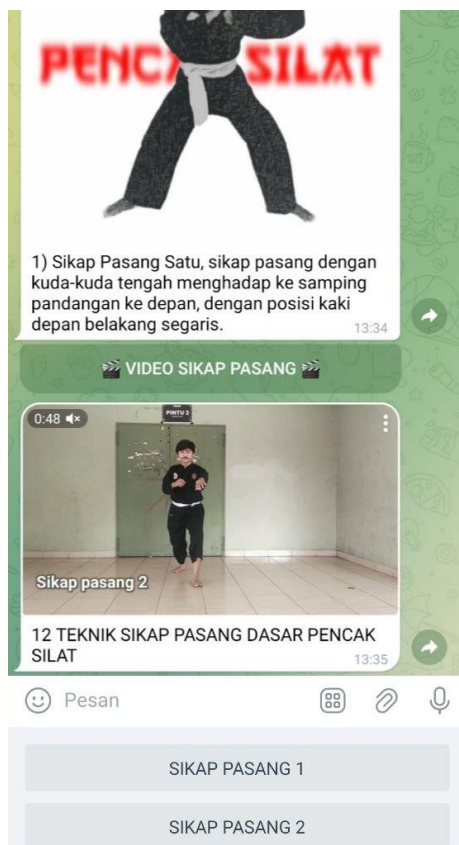 PENCAK SILAT
1) Sikap Pasang Satu, sikap pasang dengan
kuda-kuda tengah menghadap ke samping
pandangan ke depan, dengan posisi kaki
depan belakang segaris.
13:34
🎬 VIDEO SIKAP PASANG 🎬
0:48
PINTU 2
Sikap pasang 2
12 TEKNIK SIKAP PASANG DASAR PENCAK
SILAT
13:35
Pesan
SIKAP PASANG 1
SIKAP PASANG 2